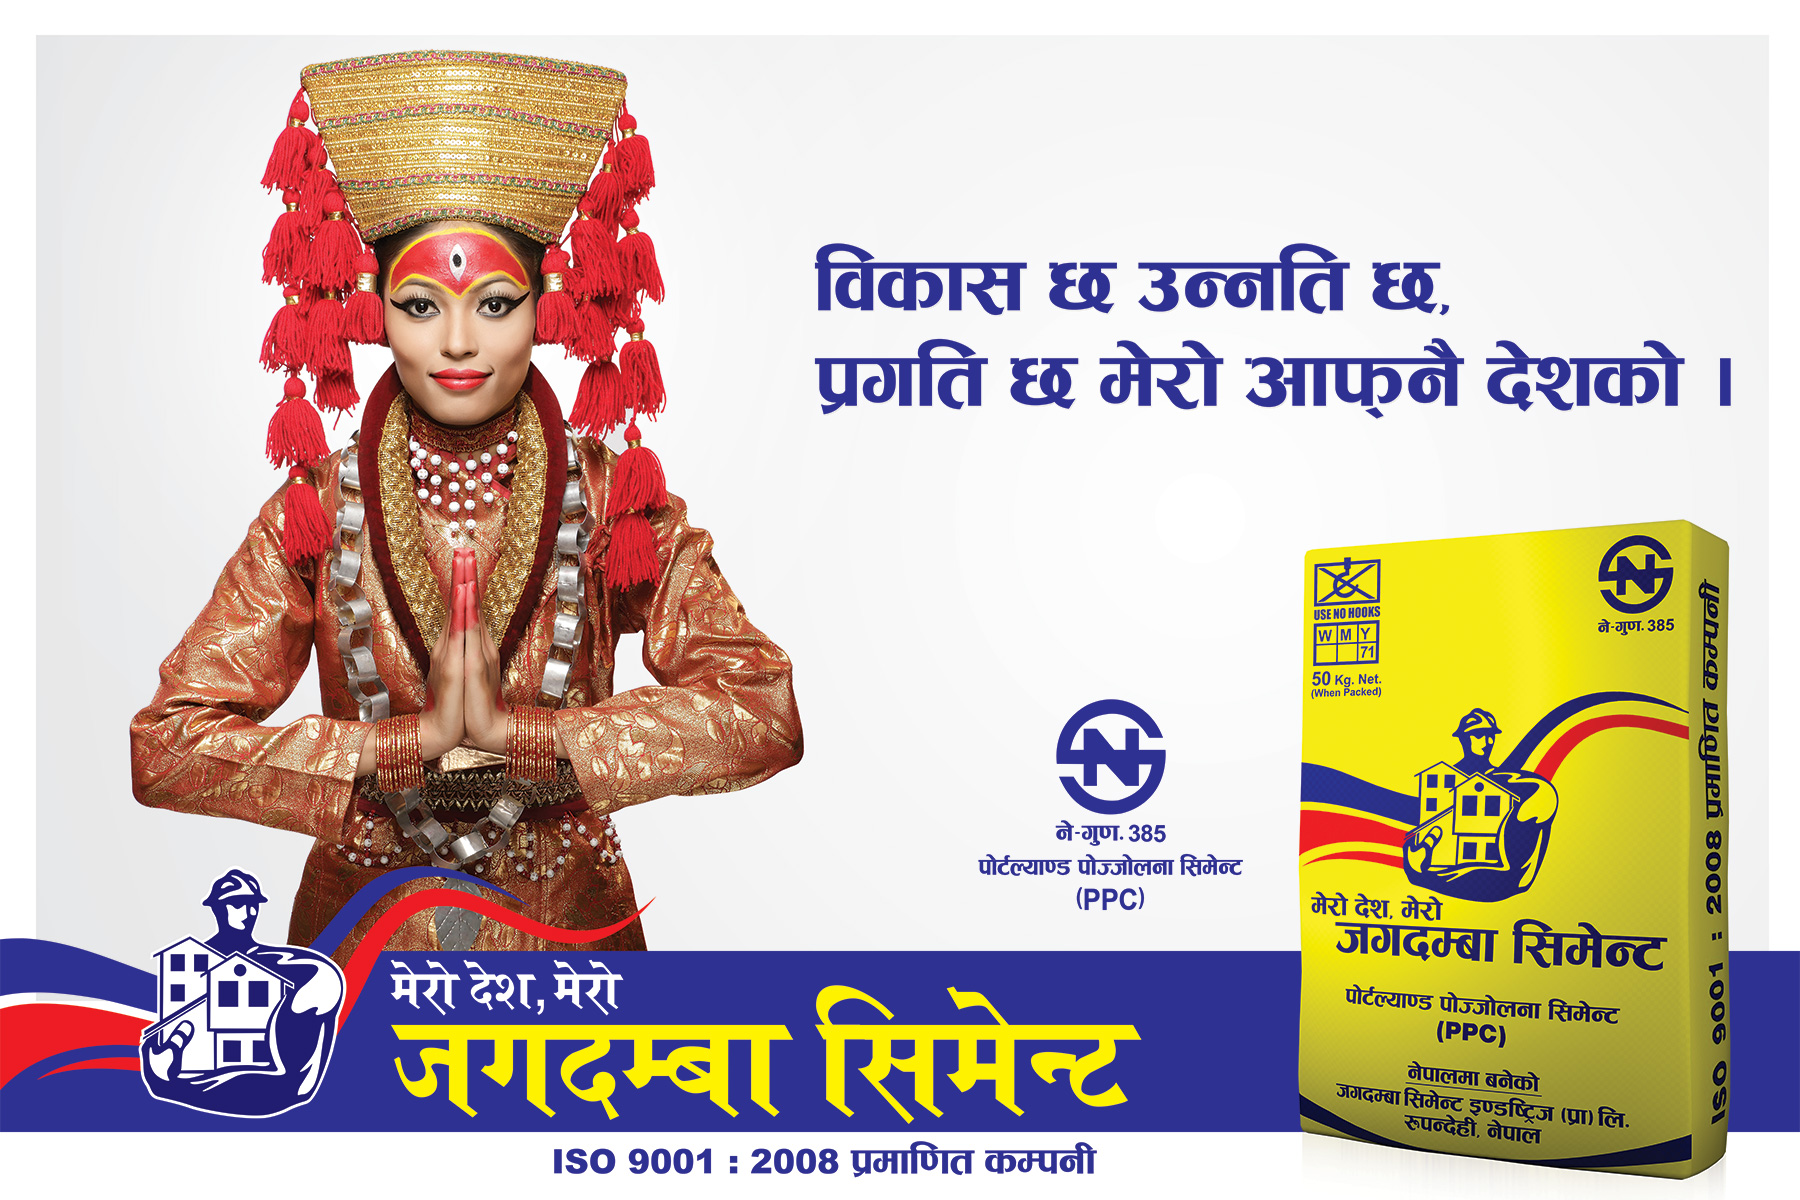 विकास छ उन्नति छ,
प्रगति छ मेरो आफ्नै देशको ।
ने-गुण. 385
पोर्टल्याण्ड पोज्जोलना सिमेन्ट
(PPC)
USE NO HOOKS
W M Y
71
50 Kg. Net.
(When Packed)
ने-गुण. 385
मेरो देश, मेरो
जगदम्बा सिमेन्ट
पोर्टल्याण्ड पोज्जोलना सिमेन्ट
(PPC)
नेपालमा बनेको
जगदम्बा सिमेन्ट इण्डष्ट्रिज (प्रा) लि.
रुपन्देही, नेपाल
ISO 9001 : 2008 प्रमाणित कम्पनी
मेरो देश, मेरो
जगदम्बा सिमेन्ट
ISO 9001 : 2008 प्रमाणित कम्पनी